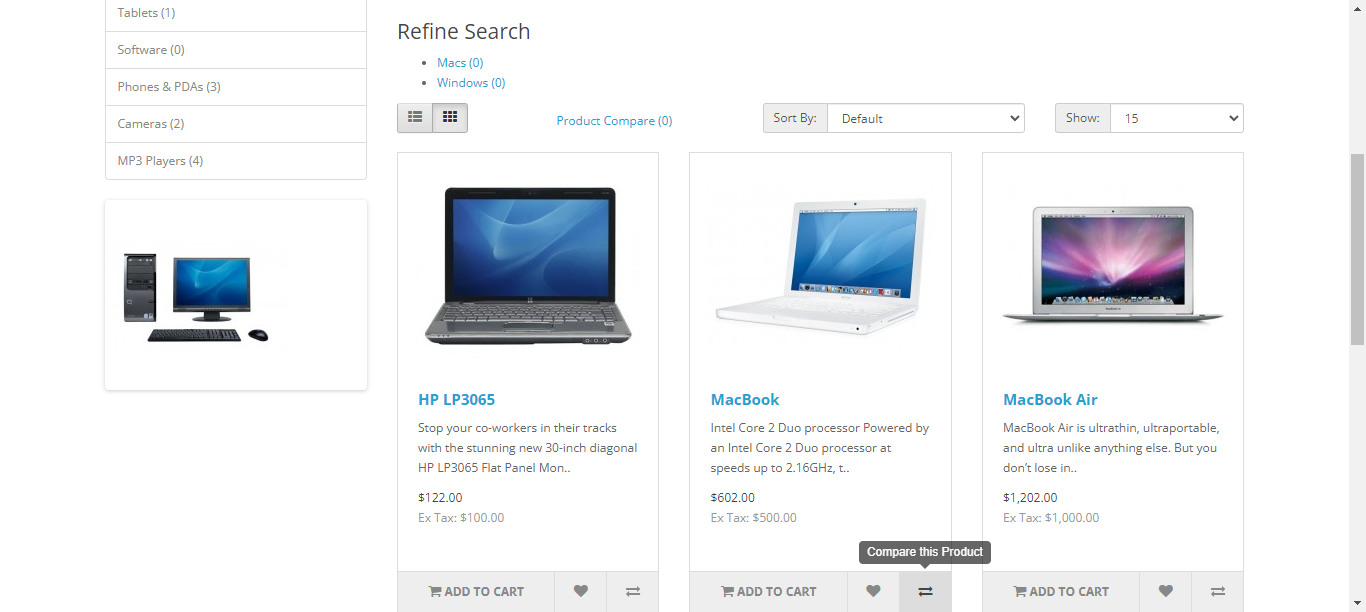 Tablets (1)
Software (0)
Phones & PDAs (3)
Cameras (2)
MP3 Players (4)
Refine Search
Macs (0)
Windows (0)
Product Compare (0)
Sort By:
Default
Show:
15
HP LP3065
Stop your co-workers in their tracks
with the stunning new 30-inch diagonal
HP LP3065 Flat Panel Mon..
$122.00
Ex Tax: $100.00
ADD TO CART
MacBook
Intel Core 2 Duo processor Powered by
an Intel Core 2 Duo processor at
speeds up to 2.16GHz, t..
$602.00
Ex Tax: $500.00
Compare this Product
ADD TO CART
MacBook Air
MacBook Air is ultrathin, ultraportable,
and ultra unlike anything else. But you
don’t lose in..
$1,202.00
Ex Tax: $1,000.00
ADD TO CART